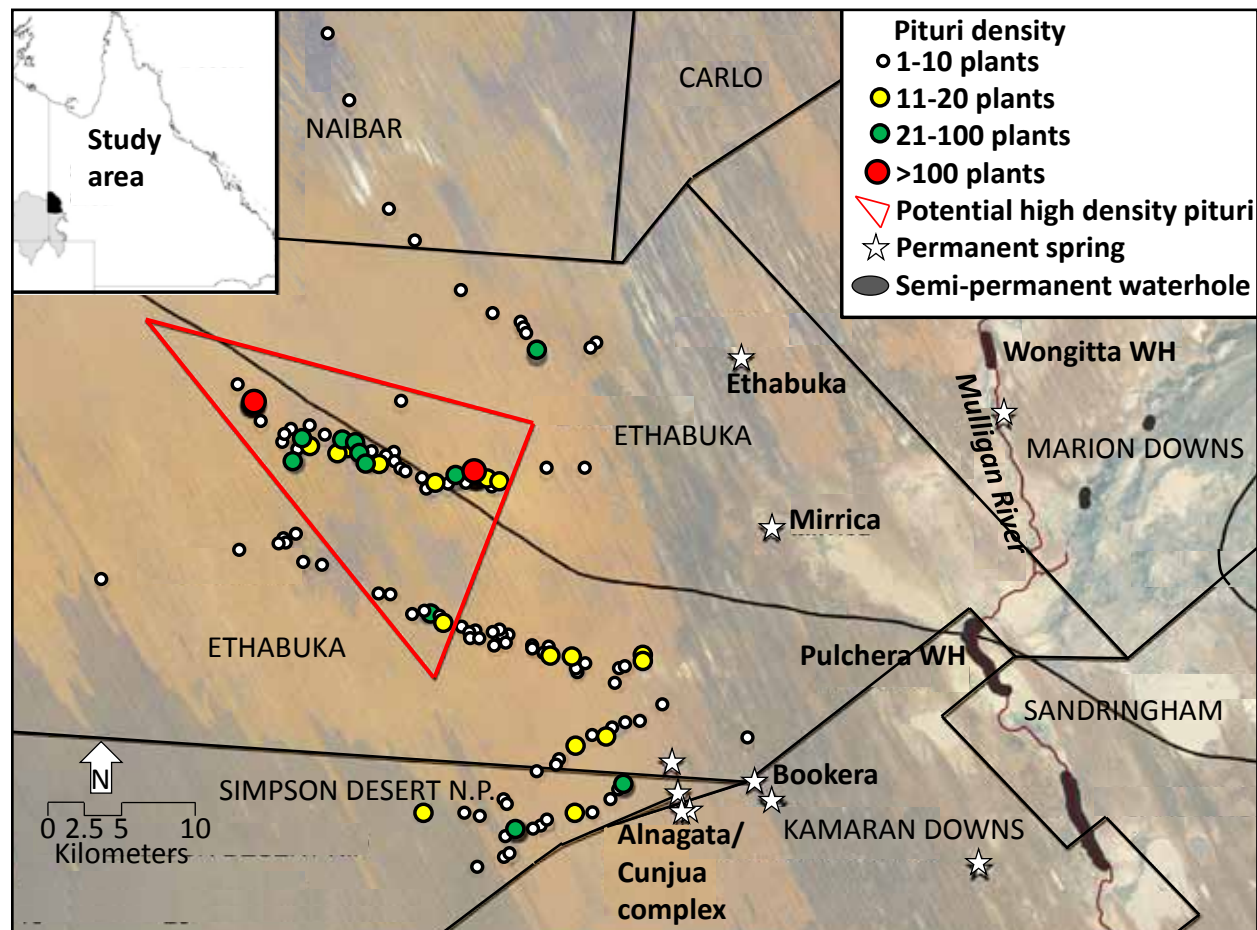 Study
area
NAIBAR
CARLO
Pituri density
1-10 plants
11-20 plants
21-100 plants
>100 plants
Potential high density pituri
Permanent spring
Semi-permanent waterhole
Wongitta WH
Ethabuka
Mulligan River
ETHABUKA
MARION DOWNS
Mirrica
ETHABUKA
Pulchera WH
SANDRINGHAM
N
SIMPSON DESERT N.P.
Bookera
0 2.5 5 10
Kilometers
KAMARAN DOWNS
Alnagata/
Cunjua
complex